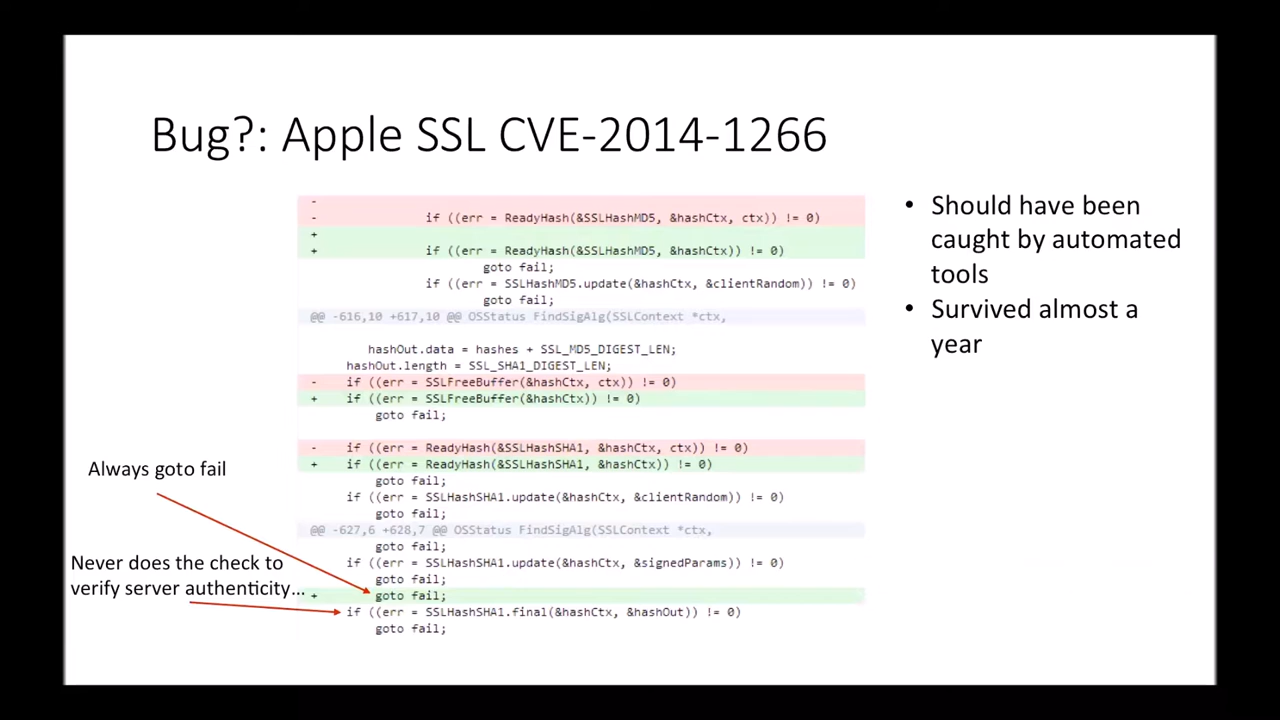 Bug?: Apple SSL CVE-2014-1266
-
- if ((err = ReadyHash(&SSLHashMD5, &hashCtx, ctx)) != 0)
+
+ if ((err = ReadyHash(&SSLHashMD5, &hashCtx)) != 0)
goto fail;
if ((err = SSLHashMD5.update(&hashCtx, &clientRandom)) != 0)
goto fail;
@@ -616,10 +617,10 @@ OSStatus FindSigAlg(SSLContext *ctx,
hashOut.data = hashes + SSL_MD5_DIGEST_LEN;
hashOut.length = SSL_SHA1_DIGEST_LEN;
- if ((err = SSLFreeBuffer(&hashCtx, ctx)) != 0)
+ if ((err = SSLFreeBuffer(&hashCtx)) != 0)
goto fail;
- if ((err = ReadyHash(&SSLHashSHA1, &hashCtx, ctx)) != 0)
+ if ((err = ReadyHash(&SSLHashSHA1, &hashCtx)) != 0)
goto fail;
if ((err = SSLHashSHA1.update(&hashCtx, &clientRandom)) != 0)
goto fail;
@@ -627,6 +628,7 @@ OSStatus FindSigAlg(SSLContext *ctx,
goto fail;
if ((err = SSLHashSHA1.update(&hashCtx, &signedParams)) != 0)
goto fail;
+ goto fail;
if ((err = SSLHashSHA1.final(&hashCtx, &hashOut)) != 0)
goto fail;
Always goto fail
Never does the check to
verify server authenticity...
• Should have been
caught by automated
tools
• Survived almost a
year